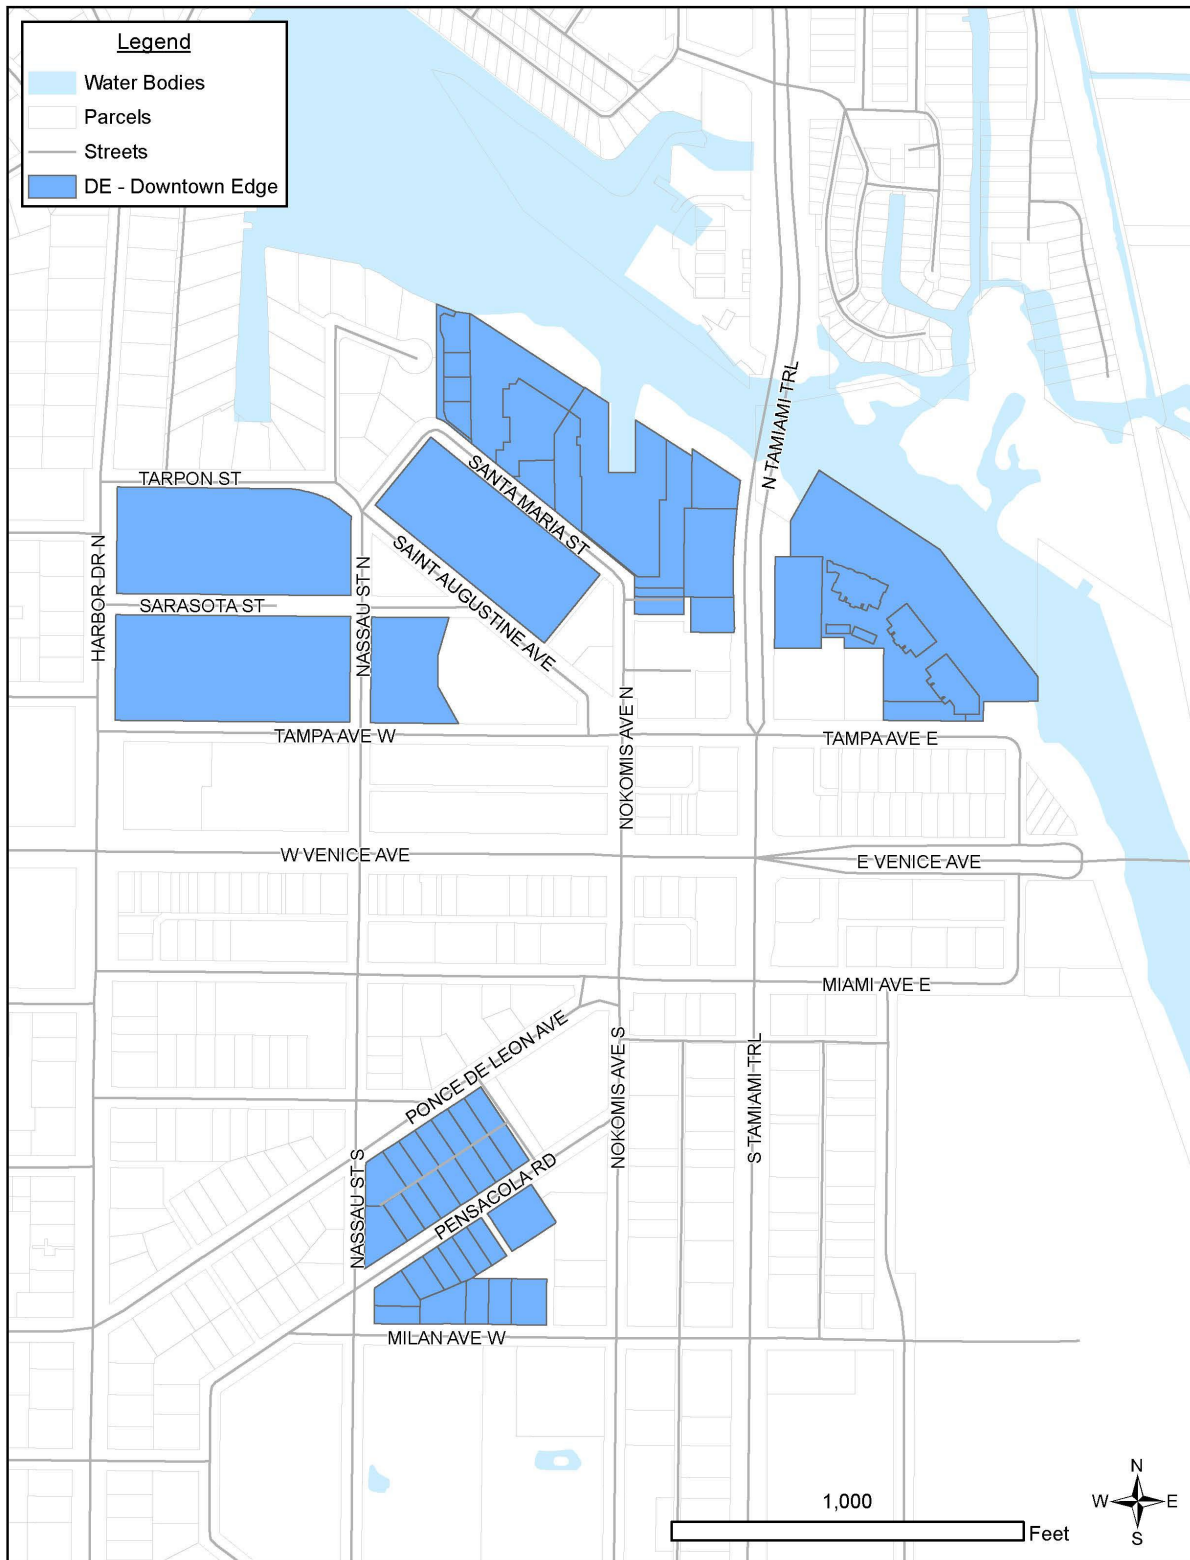 Legend
Water Bodies
Parcels
Streets
DE - Downtown Edge
N TAMIAMI TRL
TARPON ST
SANTA MARIA ST
HARBOR DR N
NASSAU ST N
SAINT AUGUSTINE AVE
SARASOTA ST
NOKOMIS AVE N
TAMPA AVE W
TAMPA AVE E
W VENICE AVE
E VENICE AVE
MIAMI AVE E
PONCE DE LEON AVE
NOKOMIS AVE S
S TAMIAMI TRL
NASSAU ST S
PENSACOLA RD
MILAN AVE W
1,000
Feet
N
W E
S